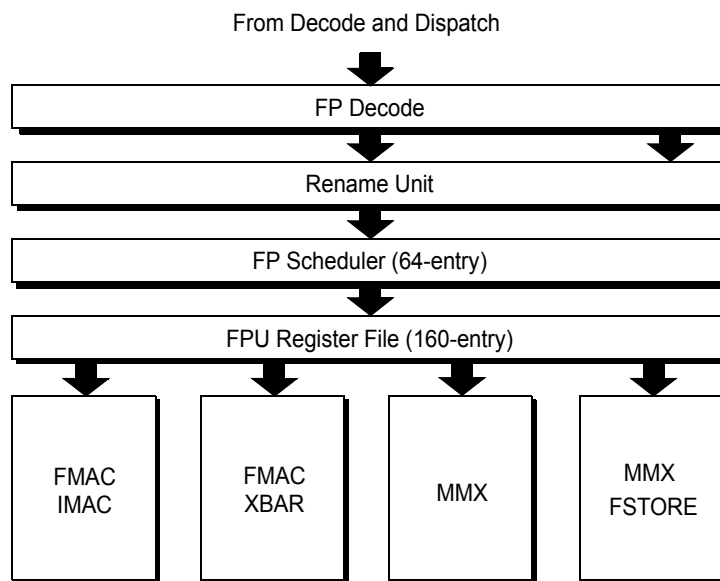 From Decode and Dispatch
FP Decode
Rename Unit
FP Scheduler (64-entry)
FPU Register File (160-entry)
FMAC
IMAC
FMAC
XBAR
MMX
MMX
FSTORE